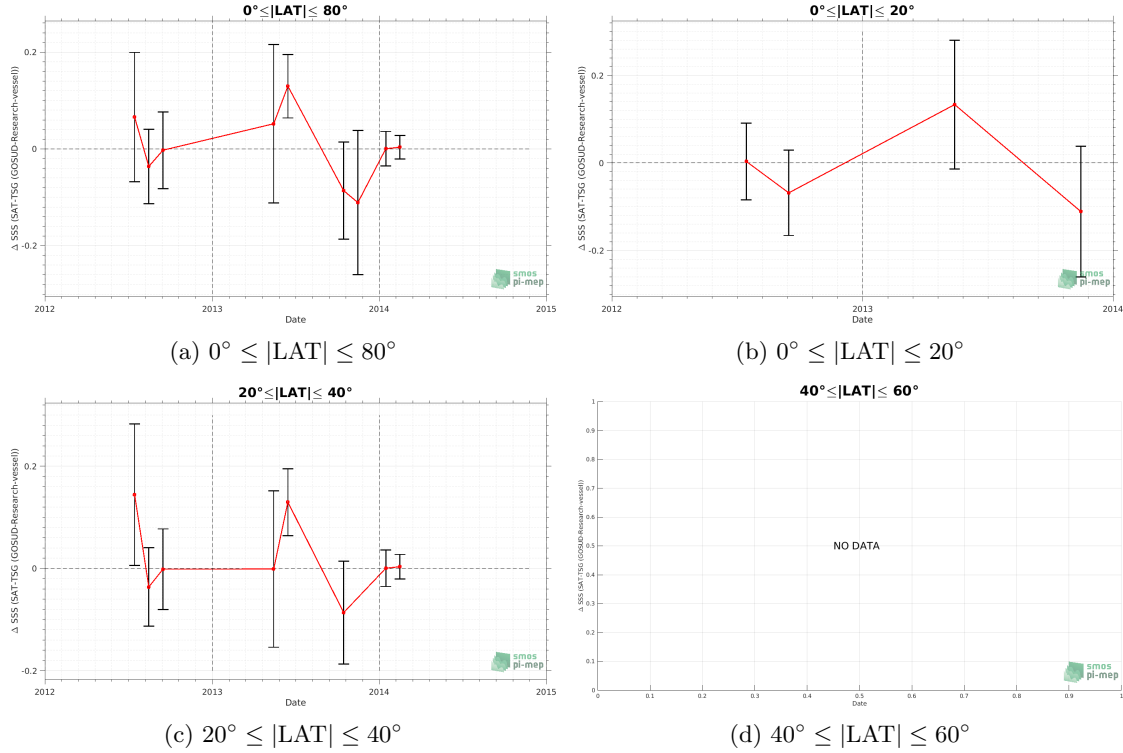 0°≤|LAT|≤ 80°
Δ SSS (SAT-TSG (GOSUD-Research-vessel))
0.2
0
-0.2
2012
2013
2014
2015
Date
smos
pi-mep
(a) 0° ≤ |LAT| ≤ 80°
0°≤|LAT|≤ 20°
Δ SSS (SAT-TSG (GOSUD-Research-vessel))
0.2
0
-0.2
2012
2013
2014
Date
smos
pi-mep
(b) 0° ≤ |LAT| ≤ 20°
20°≤|LAT|≤ 40°
Δ SSS (SAT-TSG (GOSUD-Research-vessel))
0.2
0
-0.2
2012
2013
2014
2015
Date
smos
pi-mep
(c) 20° ≤ |LAT| ≤ 40°
40°≤|LAT|≤ 60°
Δ SSS (SAT-TSG (GOSUD-Research-vessel))
1
0.9
0.8
0.7
0.6
0.5
0.4
0.3
0.2
0.1
0
NO DATA
0 0.1 0.2 0.3 0.4 0.5 0.6 0.7 0.8 0.9 1
Date
smos
pi-mep
(d) 40° ≤ |LAT| ≤ 60°